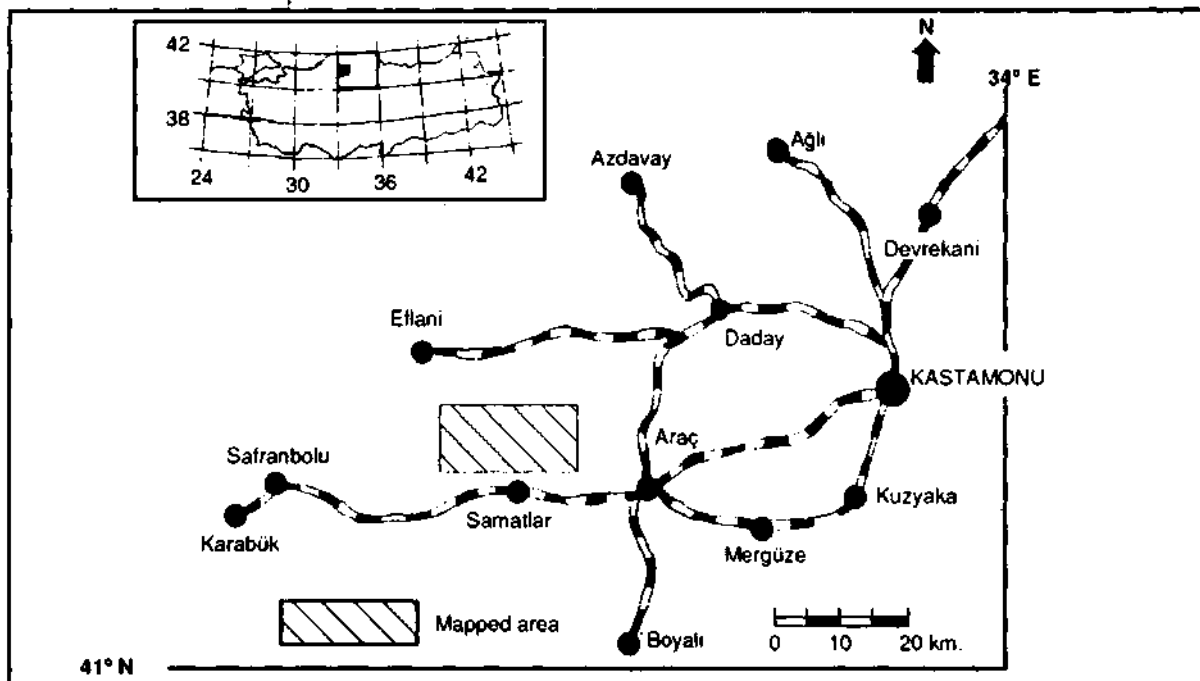 42
38
24
30
36
42
N
34° E
Azdavay
Ağlı
Devrekani
Eflani
Daday
KASTAMONU
Araç
Safranbolu
Samatlar
Kuzyaka
Karabük
Mergüze
Mapped area
0 10 20 km.
Boyalı
41° N